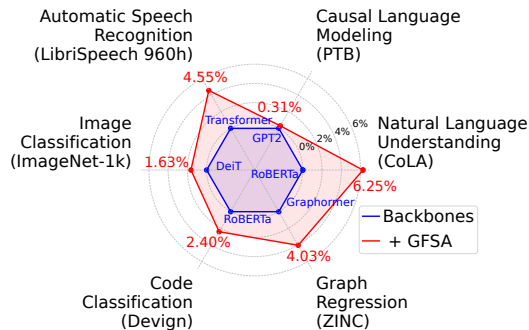 Automatic Speech
Recognition
(LibriSpeech 960h)
Causal Language
Modeling
(PTB)
4.55%
0.31%
Transformer
GPT2
0%
2%
4%
6%
Image
Classification
(ImageNet-1k)
1.63%
DeiT
RoBERTa
Natural Language
Understanding
(CoLA)
6.25%
Graphormer
RoBERTa
Backbones
+ GFSA
2.40%
4.03%
Code
Classification
(Devign)
Graph
Regression
(ZINC)